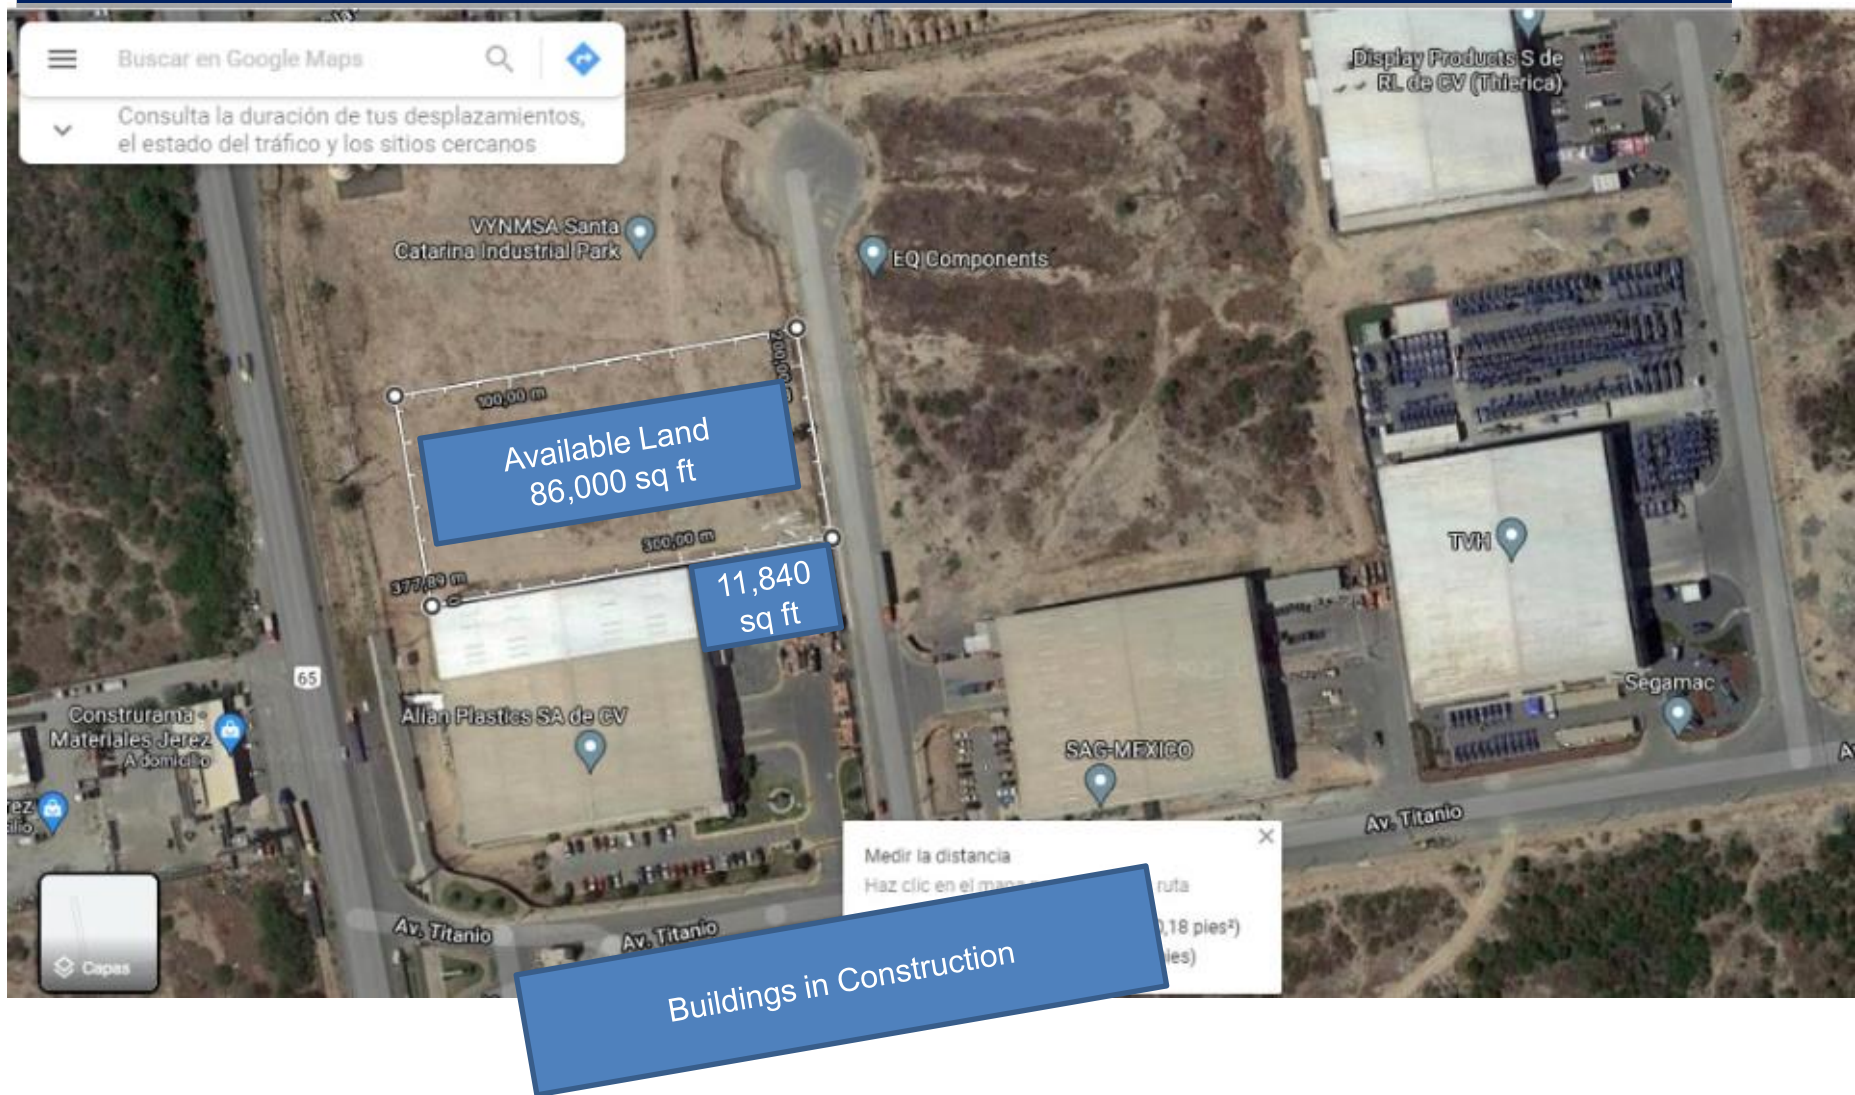 Buscar en Google Maps
Consulta la duración de tus desplazamientos,
el estado del tráfico y los sitios cercanos
Display Products S de
RL de CV (Thierica)
VYNMSA Santa
Catarina Industrial Park
EQ Components
100,00 m
200,00
Available Land
86,000 sq ft
360,00 m
377,89 m
11,840
sq ft
TVH
65
Segamac
Construrama -
Materiales Jerez
A domicilio
Allan Plastics SA de CV
SAG-MEXICO
Av. Titanio
Medir la distancia
Haz clic en el mapa
ruta
Av. Titanio
Av. Titanio
0,18 pies²)
Capas
Buildings in Construction